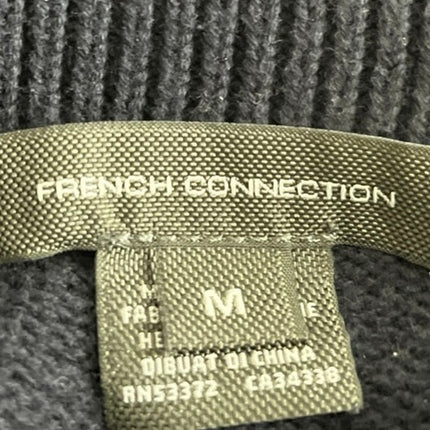 FRENCH CONNECTION
M
DIBUAT DI CHINA
RN53372 CA34338